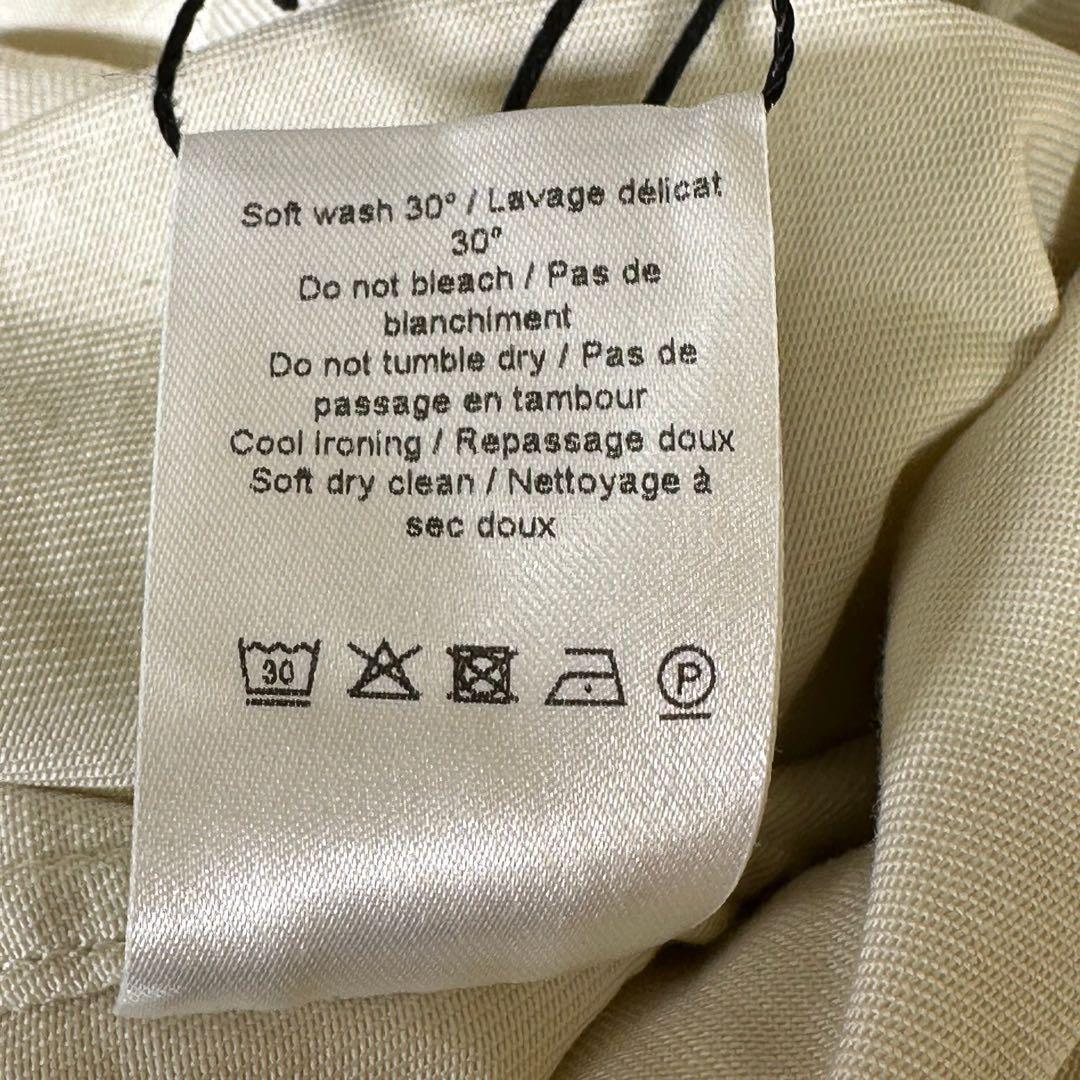 Soft wash 30° / Lavage délicat
30°
Do not bleach / Pas de
blanchiment
Do not tumble dry / Pas de
passage en tambour
Cool ironing / Repassage doux
Soft dry clean / Nettoyage à
sec doux
30 P